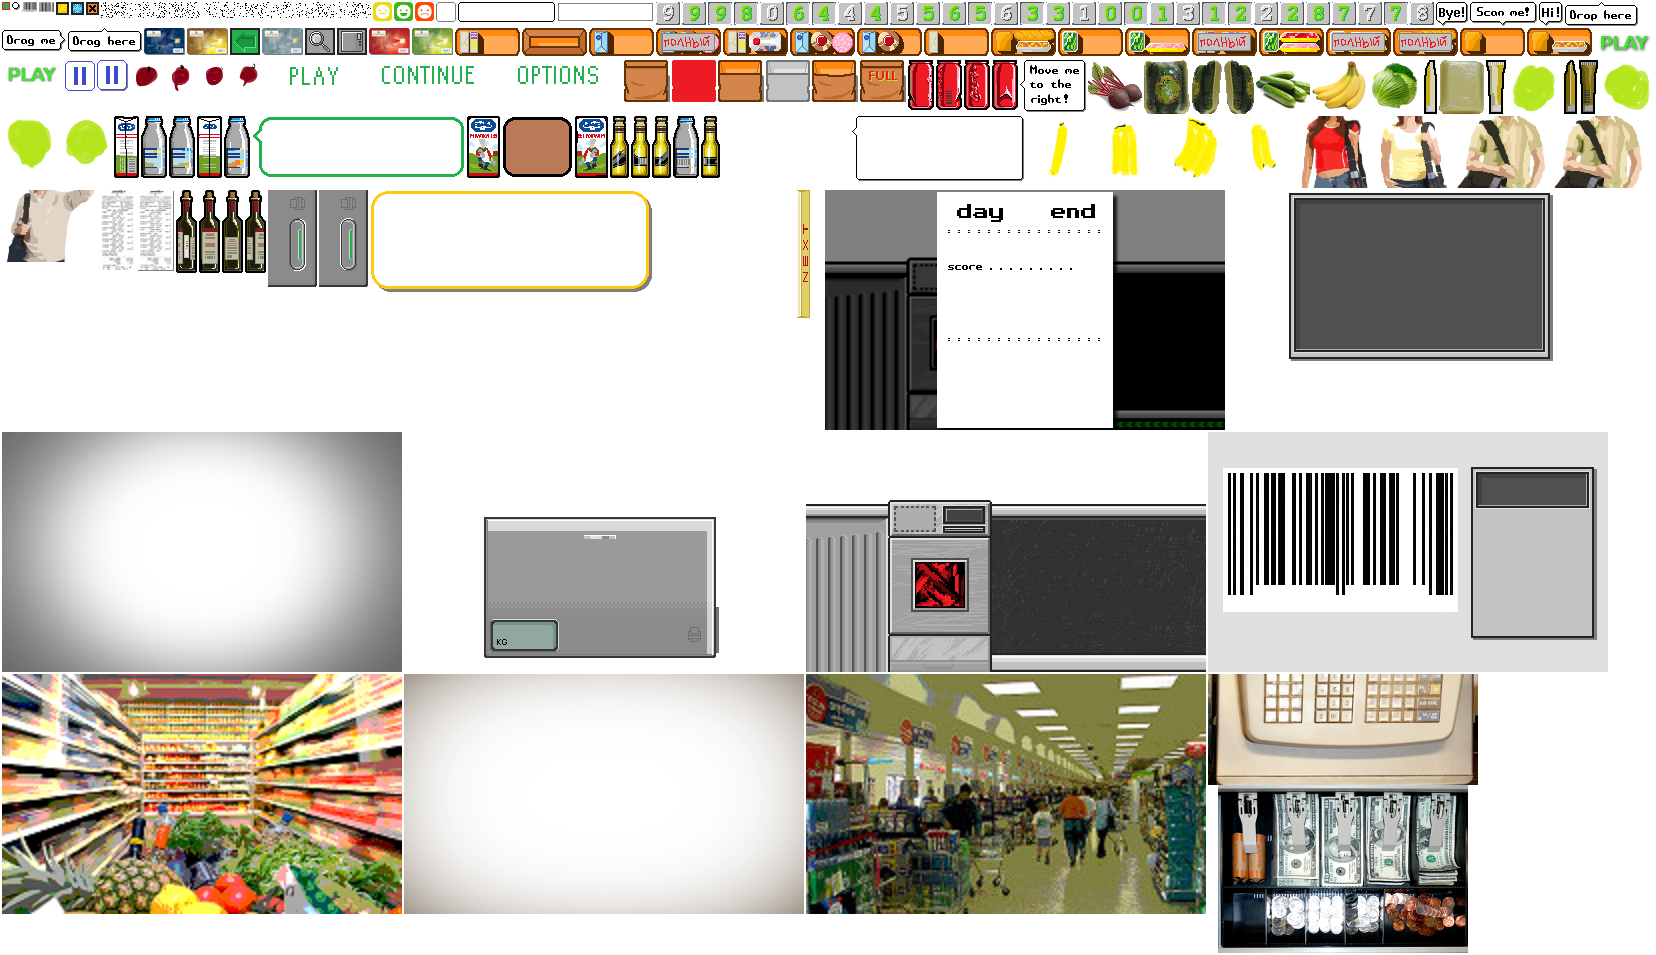 9 9 9 8 0 6 4 4 4 5 5 6 5 6 3 3 1 0 0 1 3 1 2 2 2 8 7 7 7 8
Bye!
Scan me!
Hi!
Drop here
Drag me
Drag here
ПОЛНЫЙ
ПОЛНЫЙ
ПОЛНЫЙ
ПОЛНЫЙ
PLAY
PLAY
PLAY
CONTINUE
OPTIONS
FULL
Move me
to the
right!
NEXT
day end
score . . . . . . . . .
KG